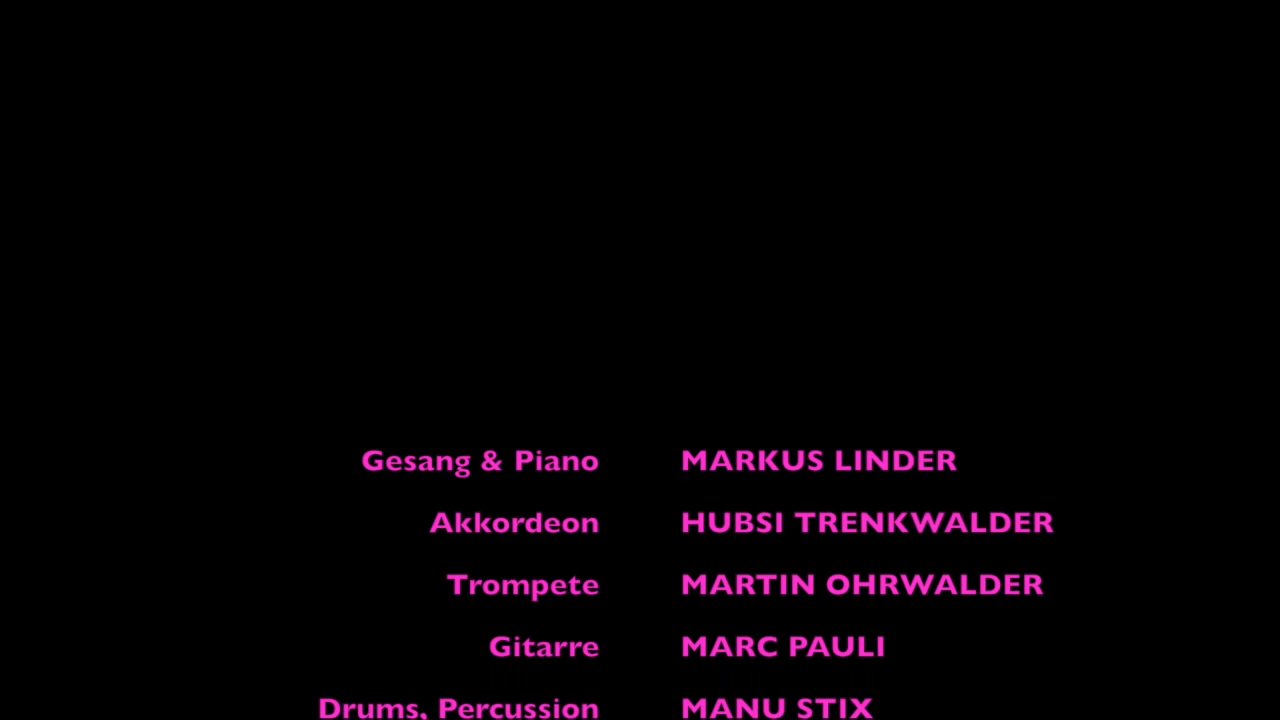 Gesang & Piano MARKUS LINDER
Akkordeon HUBSI TRENKWALDER
Trompete MARTIN OHRWALDER
Gitarre MARC PAULI
Drums, Percussion MANU STIX